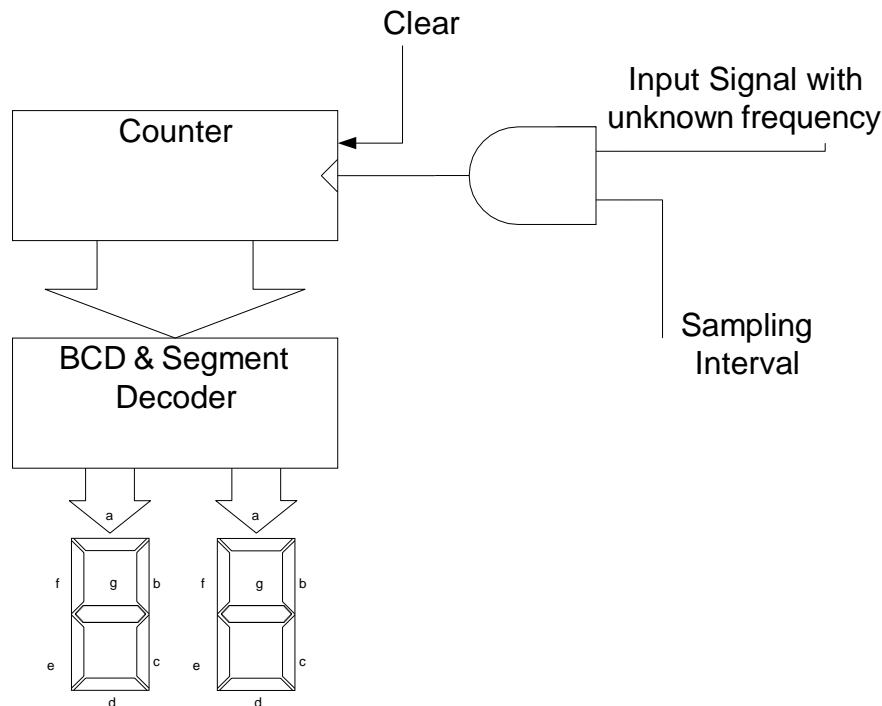 Clear
Input Signal with
unknown frequency
Counter
Sampling
Interval
BCD & Segment
Decoder
a
a
f
g
b
f
g
b
e
c
e
c
d
d